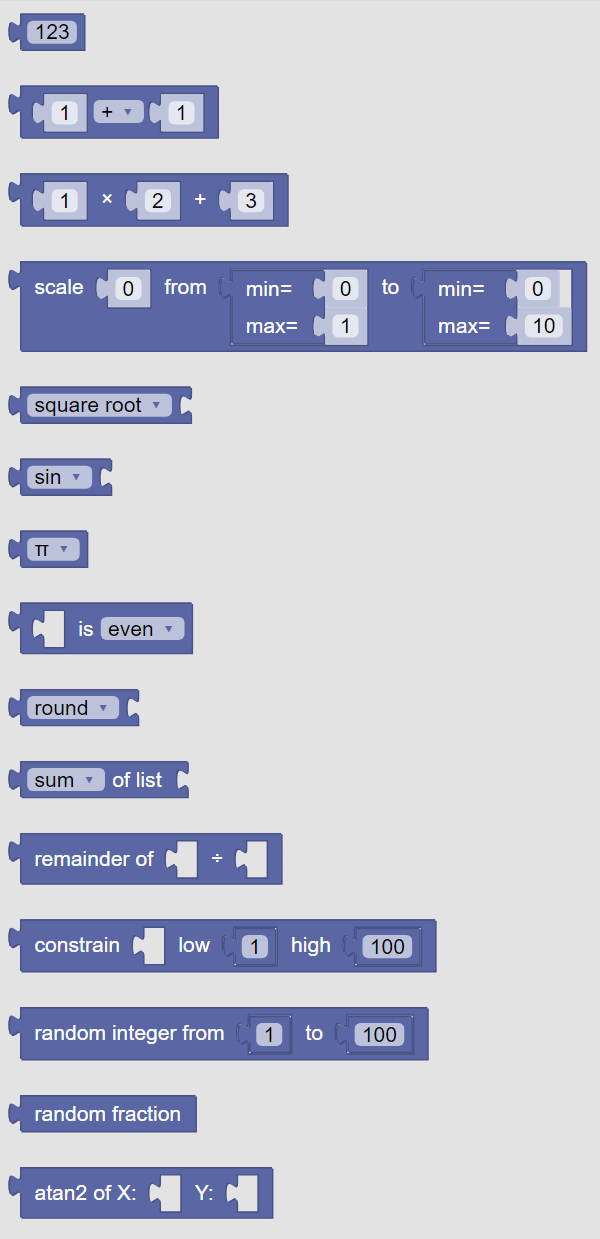 123
1 + 1
1 × 2 + 3
scale 0 from min= 0 to min= 0
max= 1 max= 10
square root
sin
π
is even
round
sum of list
remainder of ÷
constrain low 1 high 100
random integer from 1 to 100
random fraction
atan2 of X: Y: